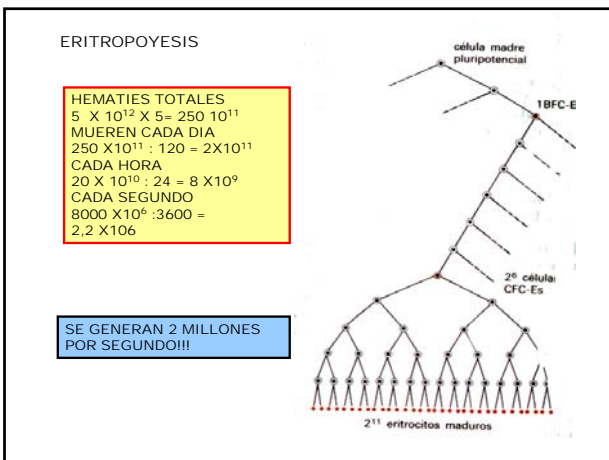 ERITROPOYESIS
HEMATIES TOTALES
5 X 10¹² X 5= 250 10¹¹
MUEREN CADA DIA
250 X10¹¹ : 120 = 2X10¹¹
CADA HORA
20 X 10¹⁰ : 24 = 8 X10⁹
CADA SEGUNDO
8000 X10⁶ :3600 =
2,2 X106
SE GENERAN 2 MILLONES
POR SEGUNDO!!!
célula madre
pluripotencial
1BFC-E
2⁶ células
CFC-Es
2¹¹ eritrocitos maduros